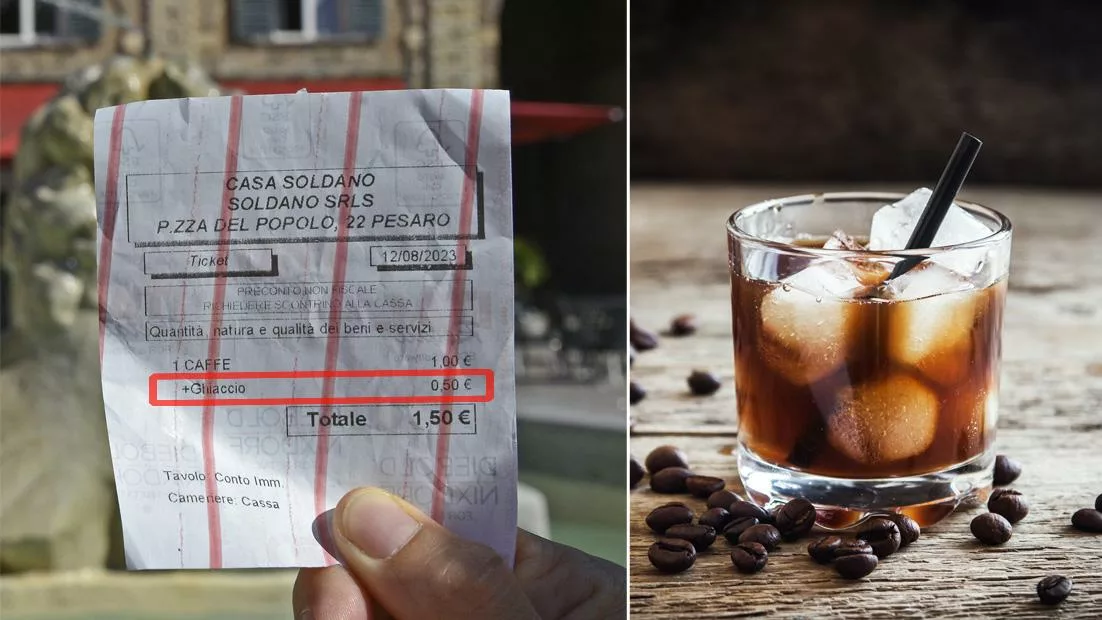 CASA SOLDANO
SOLDANO SRLS
P.ZZA DEL POPOLO, 22 PESARO
Ticket 12/08/2023
PRECONTO NON FISCALE
RICHIEDERE SCONTRINO ALLA CASSA
Quantità, natura e qualità dei beni e servizi
1 CAFFE 1,00 €
+Ghiaccio 0,50 €
Totale 1,50 €
Tavolo: Conto Imm.
Cameriere: Cassa
DIEBOLD
NIXDORF